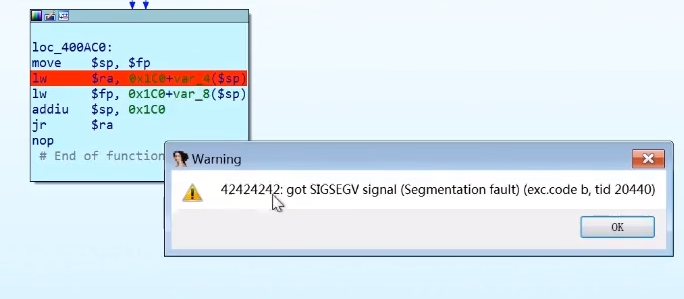 loc_400AC0:
move $sp, $fp
lw $ra, 0x1C0+var_4($sp)
lw $fp, 0x1C0+var_8($sp)
addiu $sp, 0x1C0
jr $ra
nop
# End of function
Warning
42424242: got SIGSEGV signal (Segmentation fault) (exc.code b, tid 20440)
OK